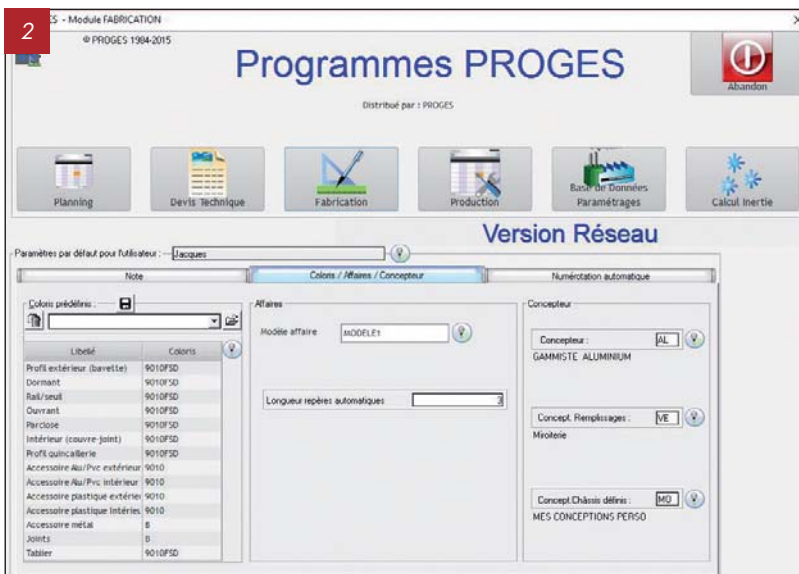 2
ES - Module FABRICATION
© PROGES 1984-2015
Programmes PROGES
Distribué par : PROGES
Abandon
Planning
Devis Technique
Fabrication
Production
Base de Données
Paramétrages
Calcul Inertie
Version Réseau
Paramètres par défaut pour l'utilisateur : Jacques
Note
Coloris / Affaires / Concepteur
Numérotation automatique
Coloris prédéfinis :
Libellé Coloris
Profil extérieur (bavette) 9010FSD
Dormant 9010FSD
Rail/seuil 9010FSD
Ouvrant 9010FSD
Parclose 9010FSD
Intérieur (couvre-joint) 9010FSD
Profil quincaillerie 9010FSD
Accessoire Alu/Pvc extérieur 9010
Accessoire Alu/Pvc intérieur 9010
Accessoire plastique extérieu 9010
Accessoire plastique intérieu 9010
Accessoire métal B
Joints B
Tablier 9010FSD
Affaires
Modèle affaire MODELE1
Longueur repères automatiques 3
Concepteur
Concepteur : AL
GAMMISTE ALUMINIUM
Concept. Remplissages : VE
Miroiterie
Concept.Châssis définis : MO
MES CONCEPTIONS PERSO